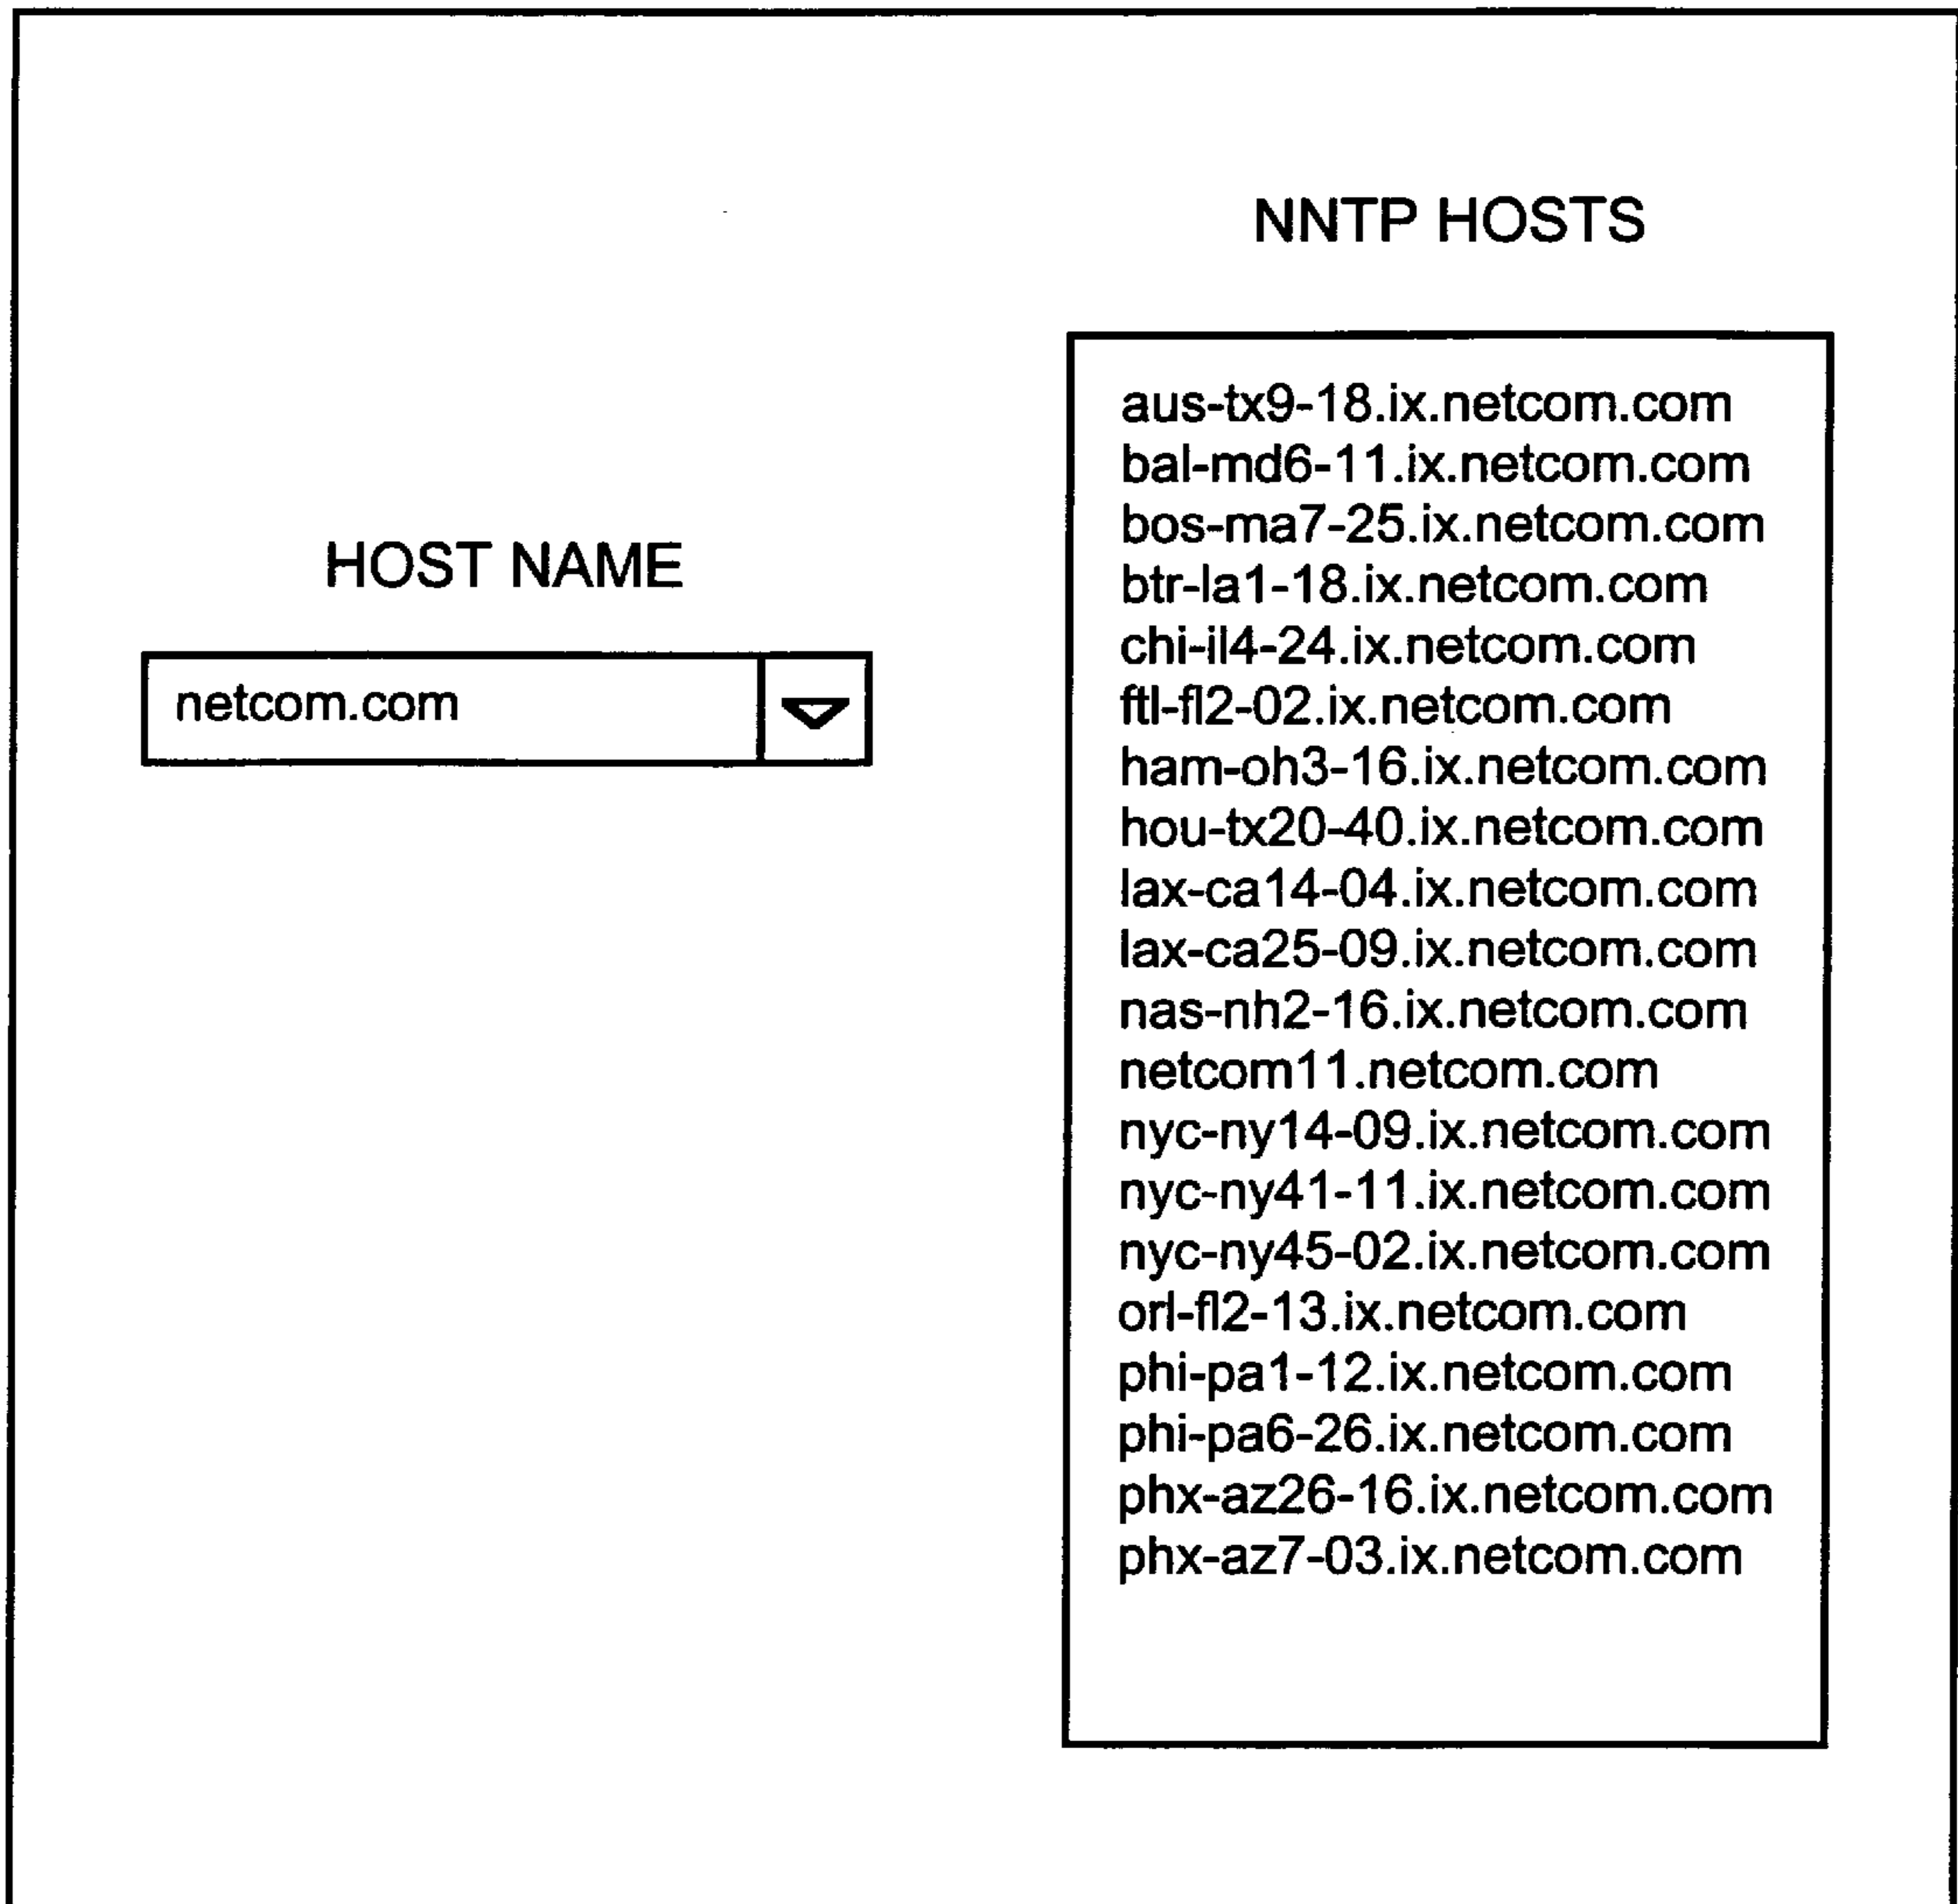 NNTP HOSTS
HOST NAME
netcom.com
aus-tx9-18.ix.netcom.com
bal-md6-11.ix.netcom.com
bos-ma7-25.ix.netcom.com
btr-la1-18.ix.netcom.com
chi-il4-24.ix.netcom.com
ftl-fl2-02.ix.netcom.com
ham-oh3-16.ix.netcom.com
hou-tx20-40.ix.netcom.com
lax-ca14-04.ix.netcom.com
lax-ca25-09.ix.netcom.com
nas-nh2-16.ix.netcom.com
netcom11.netcom.com
nyc-ny14-09.ix.netcom.com
nyc-ny41-11.ix.netcom.com
nyc-ny45-02.ix.netcom.com
orl-fl2-13.ix.netcom.com
phi-pa1-12.ix.netcom.com
phi-pa6-26.ix.netcom.com
phx-az26-16.ix.netcom.com
phx-az7-03.ix.netcom.com